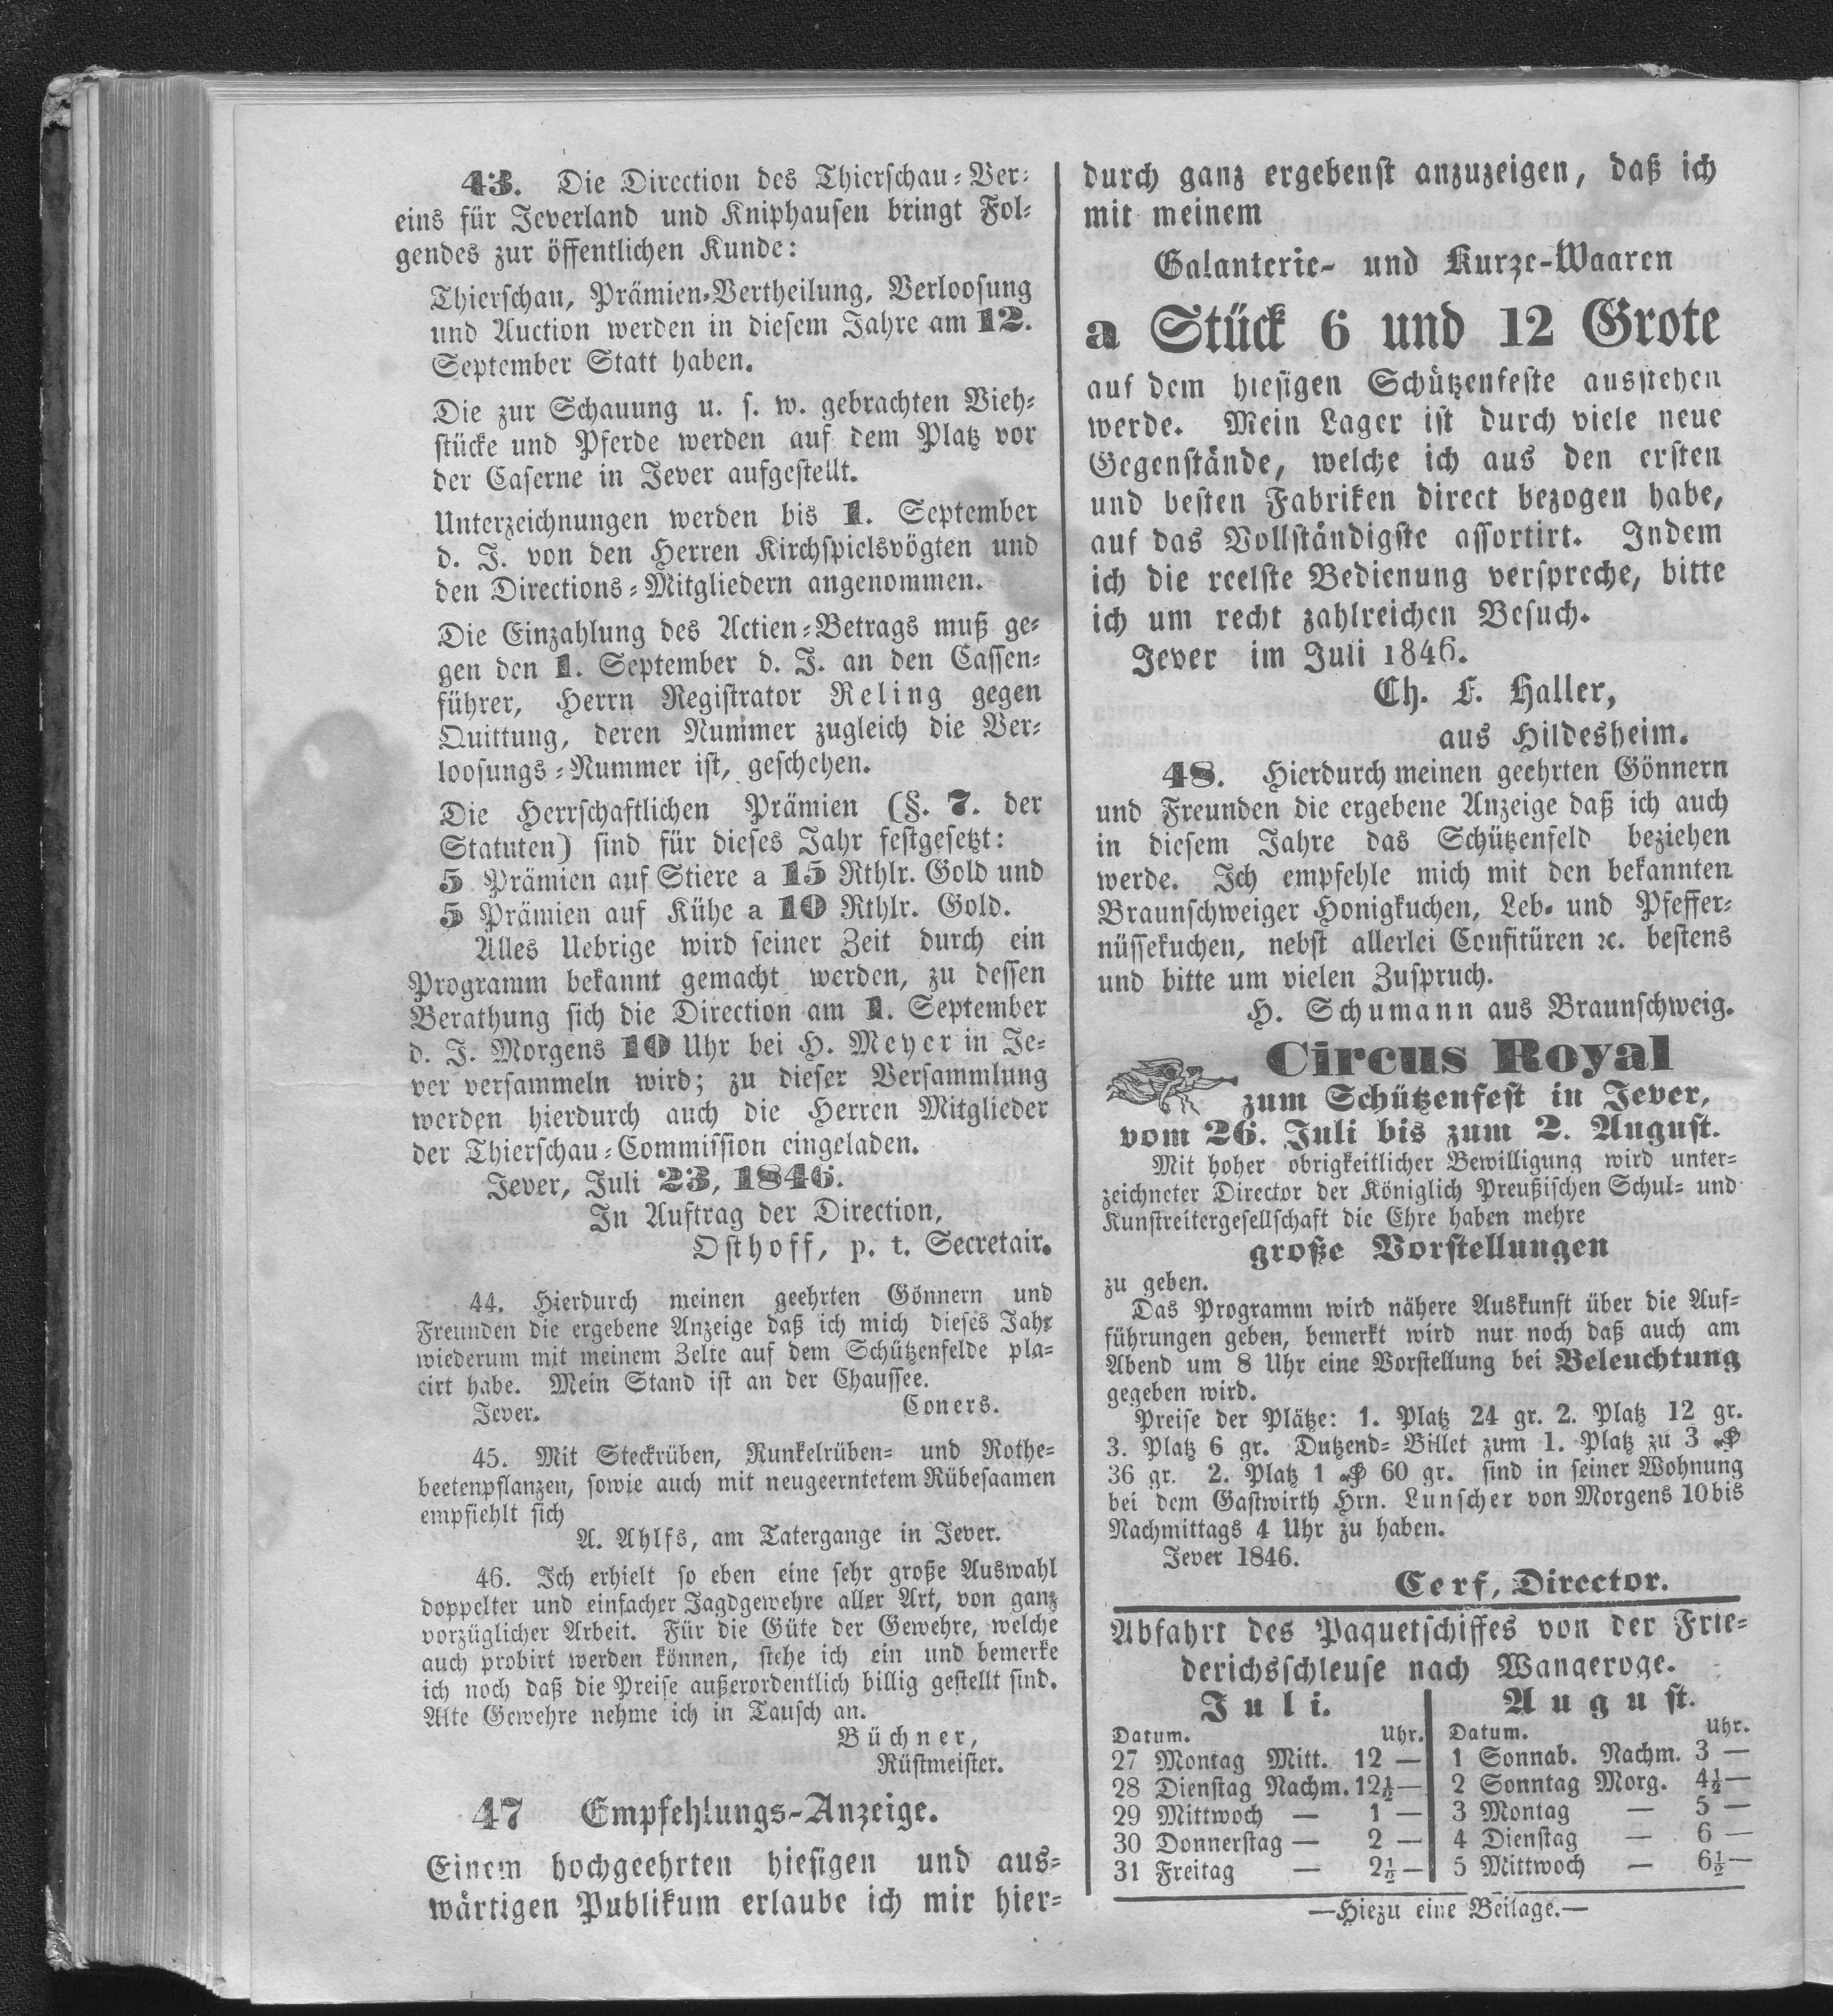 43. Die Direction des Thierschau-Ver-
eins für Jeverland und Kniphausen bringt Fol-
gendes zur öffentlichen Kunde:
Thierschau, Prämien-Vertheilung, Verloosung
und Auction werden in diesem Jahre am 12.
September Statt haben.
Die zur Schauung u. s. w. gebrachten Vieh-
stücke und Pferde werden auf dem Platz vor
der Caserne in Jever aufgestellt.
Unterzeichnungen werden bis 1. September
d. J. von den Herren Kirchspielsvögten und
den Directions-Mitgliedern angenommen.
Die Einzahlung des Actien-Betrags muß ge-
gen den 1. September d. J. an den Cassen-
führer, Herrn Registrator Reling gegen
Quittung, deren Nummer zugleich die Ver-
loosungs-Nummer ist, geschehen.
Die Herrschaftlichen Prämien (§. 7. der
Statuten) sind für dieses Jahr festgesetzt:
5 Prämien auf Stiere a 15 Rthlr. Gold und
5 Prämien auf Kühe a 10 Rthlr. Gold.
Alles Uebrige wird seiner Zeit durch ein
Programm bekannt gemacht werden, zu dessen
Berathung sich die Direction am 1. September
d. J. Morgens 10 Uhr bei H. Meyer in Je-
ver versammeln wird; zu dieser Versammlung
werden hierdurch auch die Herren Mitglieder
der Thierschau-Commission eingeladen.
Jever, Juli 23, 1846.
In Auftrag der Direction,
Osthoff, p. t. Secretair.
44. Hierdurch meinen geehrten Gönnern und
Freunden die ergebene Anzeige daß ich mich dieses Jahr
wiederum mit meinem Zelte auf dem Schützenfelde pla-
cirt habe. Mein Stand ist an der Chaussee.
Jever. Coners.
45. Mit Steckrüben, Runkelrüben- und Rothe-
beetenpflanzen, sowie auch mit neugeerntetem Rübesaamen
empfiehlt sich
A. Ahlfs, am Tatergange in Jever.
46. Ich erhielt so eben eine sehr große Auswahl
doppelter und einfacher Jagdgewehre aller Art, von ganz
vorzüglicher Arbeit. Für die Güte der Gewehre, welche
auch probirt werden können, stehe ich ein und bemerke
ich noch daß die Preise außerordentlich billig gestellt sind.
Alte Gewehre nehme ich in Tausch an.
Büchner,
Rüstmeister.
47 Empfehlungs-Anzeige.
Einem hochgeehrten hiesigen und aus-
wärtigen Publikum erlaube ich mir hier-
durch ganz ergebenst anzuzeigen, daß ich
mit meinem
Galanterie- und Kurze-Waaren
a Stück 6 und 12 Grote
auf dem hiesigen Schützenfeste ausstehen
werde. Mein Lager ist durch viele neue
Gegenstände, welche ich aus den ersten
und besten Fabriken direct bezogen habe,
auf das Vollständigste assortirt. Indem
ich die reelste Bedienung verspreche, bitte
ich um recht zahlreichen Besuch.
Jever im Juli 1846.
Ch. F. Haller,
aus Hildesheim.
48. Hierdurch meinen geehrten Gönnern
und Freunden die ergebene Anzeige daß ich auch
in diesem Jahre das Schützenfeld beziehen
werde. Ich empfehle mich mit den bekannten
Braunschweiger Honigkuchen, Leb- und Pfeffer-
nüssekuchen, nebst allerlei Confitüren ꝛc. bestens
und bitte um vielen Zuspruch.
H. Schumann aus Braunschweig.
Circus Royal
zum Schützenfest in Jever,
vom 26. Juli bis zum 2. August.
Mit hoher obrigkeitlicher Bewilligung wird unter-
zeichneter Director der Königlich Preußischen Schul- und
Kunstreitergesellschaft die Ehre haben mehre
große Vorstellungen
zu geben.
Das Programm wird nähere Auskunft über die Auf-
führungen geben, bemerkt wird nur noch daß auch am
Abend um 8 Uhr eine Vorstellung bei Beleuchtung
gegeben wird.
Preise der Plätze: 1. Platz 24 gr. 2. Platz 12 gr.
3. Platz 6 gr. Dutzend-Billet zum 1. Platz zu 3 ₰
36 gr. 2. Platz 1 ₰ 60 gr. sind in seiner Wohnung
bei dem Gastwirth Hrn. Lunscher von Morgens 10 bis
Nachmittags 4 Uhr zu haben.
Jever 1846.
Cerf, Director.
Abfahrt des Paquetschiffes von der Frie-
derichsschleuse nach Wangeroge.
Juli.
Datum. Uhr.
27 Montag Mitt. 12 —
28 Dienstag Nachm. 12½ —
29 Mittwoch — 1 —
30 Donnerstag — 2 —
31 Freitag — 2½ —
August.
Datum. Uhr.
1 Sonnab. Nachm. 3 —
2 Sonntag Morg. 4½ —
3 Montag — 5 —
4 Dienstag — 6 —
5 Mittwoch — 6½ —
—Hiezu eine Beilage.—